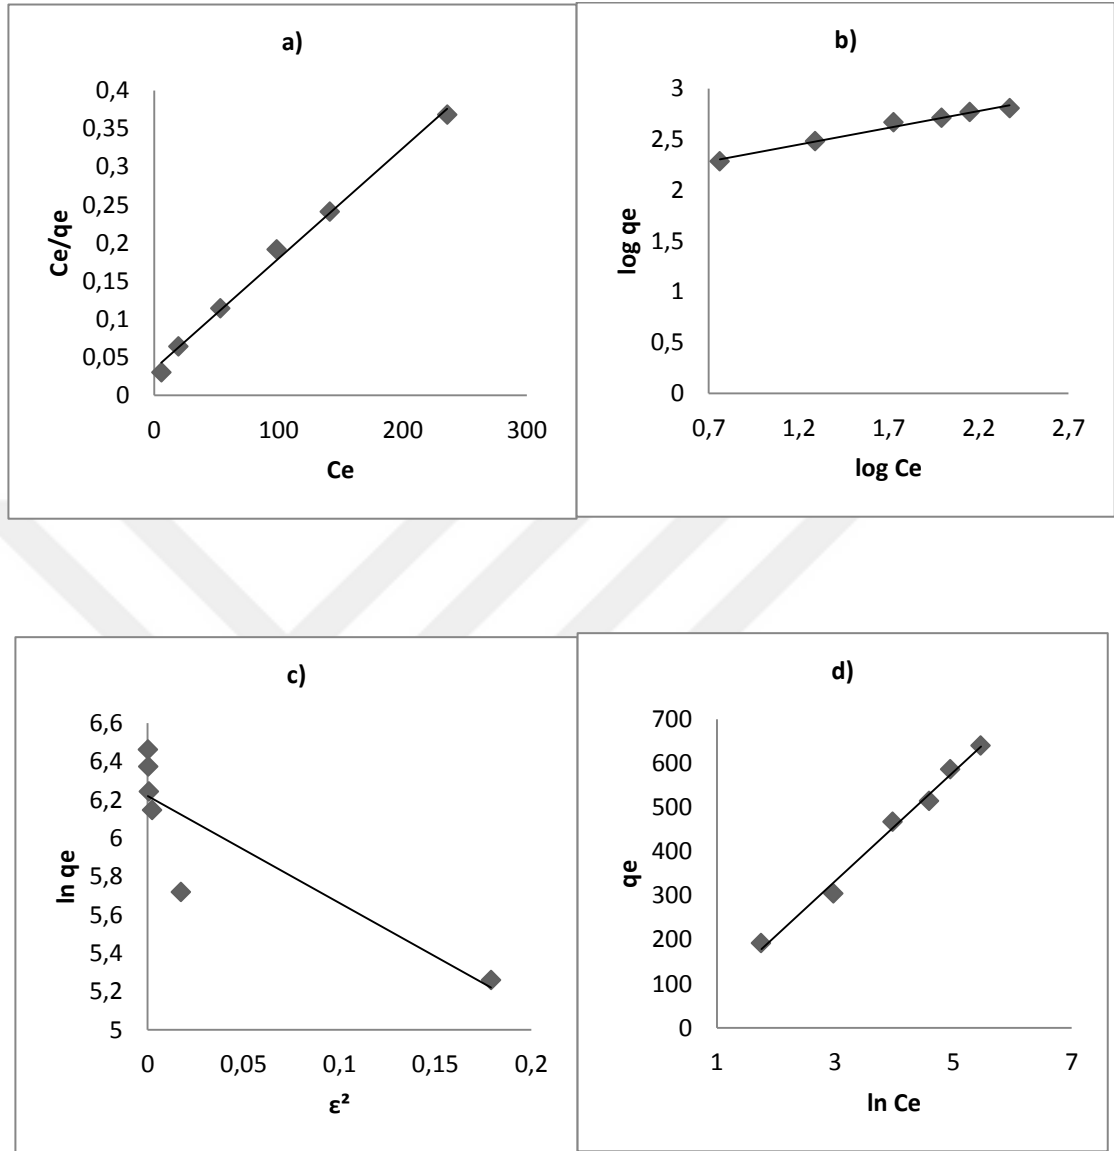 a)
0,4
0,35
0,3
0,25
0,2
0,15
0,1
0,05
0
Ce/qe
0 100 200 300
Ce
b)
3
2,5
2
1,5
1
0,5
0
log qe
0,7 1,2 1,7 2,2 2,7
log Ce
c)
6,6
6,4
6,2
6
5,8
5,6
5,4
5,2
5
ln qe
0 0,05 0,1 0,15 0,2
ε²
d)
700
600
500
400
300
200
100
0
qe
1 3 5 7
ln Ce